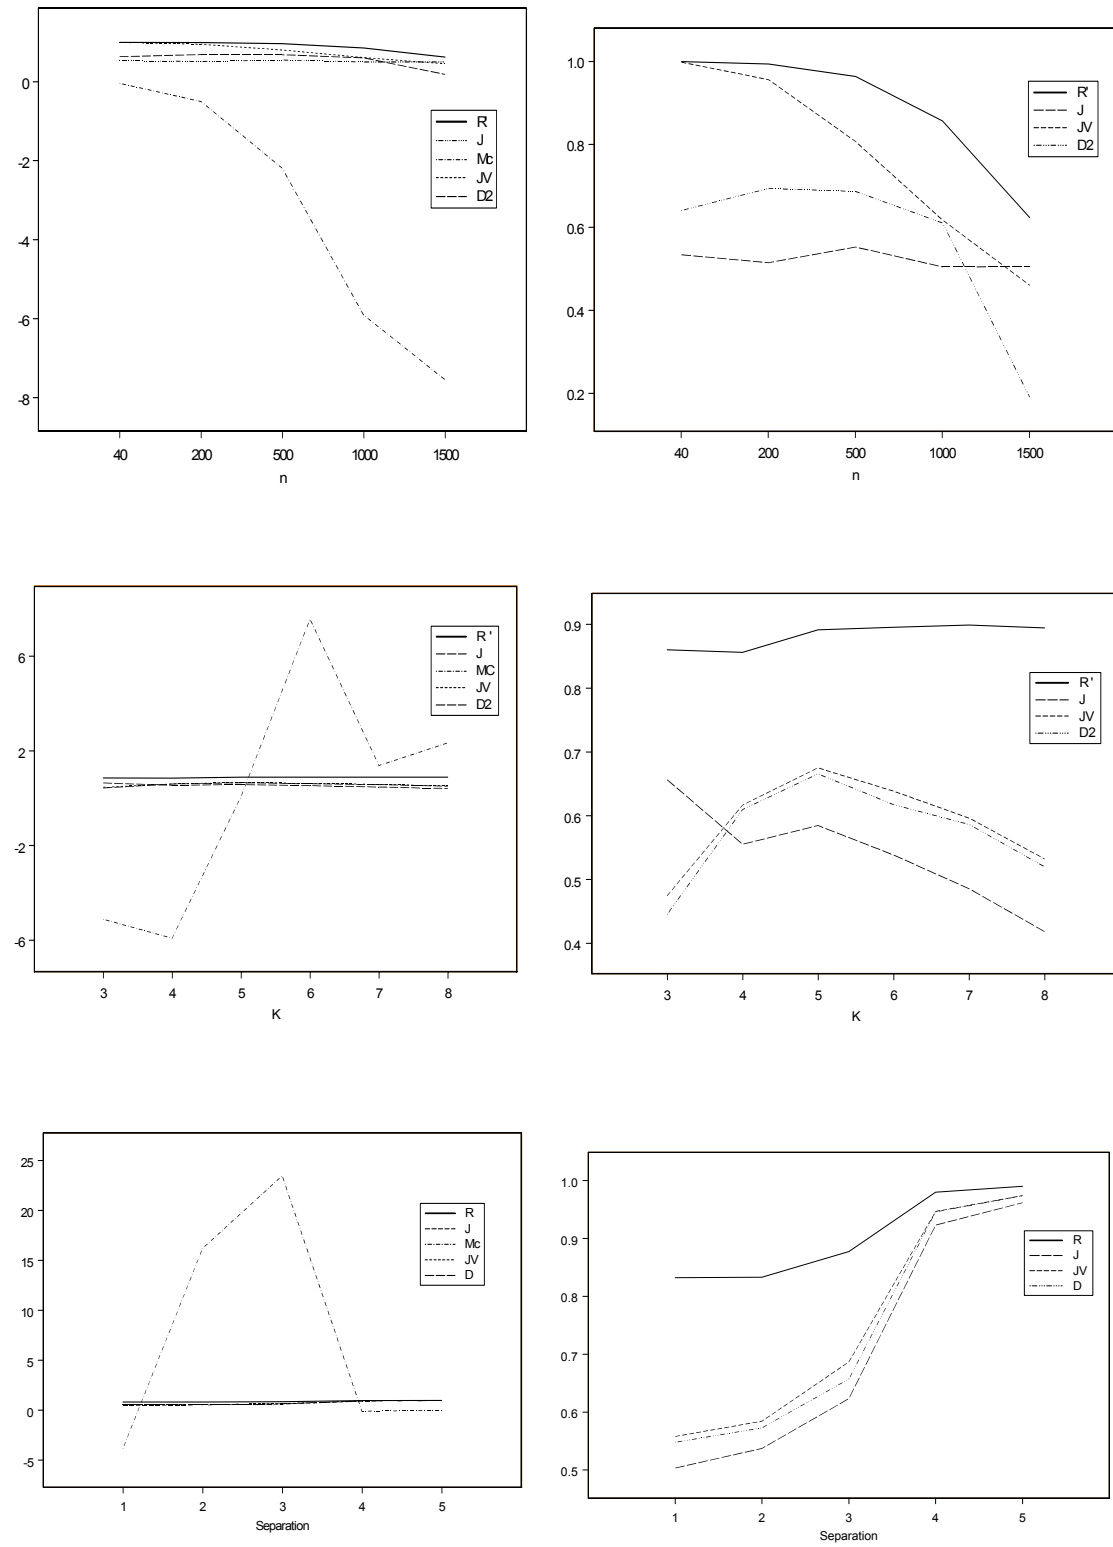 0
-2
-4
-6
-8
R
J
Mc
JV
D2
40 200 500 1000 1500
n
1.0
0.8
0.6
0.4
0.2
R'
J
JV
D2
40 200 500 1000 1500
n
6
2
-2
-6
R '
J
MC
JV
D2
3 4 5 6 7 8
K
0.9
0.8
0.7
0.6
0.5
0.4
R'
J
JV
D2
3 4 5 6 7 8
K
25
20
15
10
5
0
-5
R
J
Mc
JV
D
1 2 3 4 5
Separation
1.0
0.9
0.8
0.7
0.6
0.5
R
J
JV
D
1 2 3 4 5
Separation